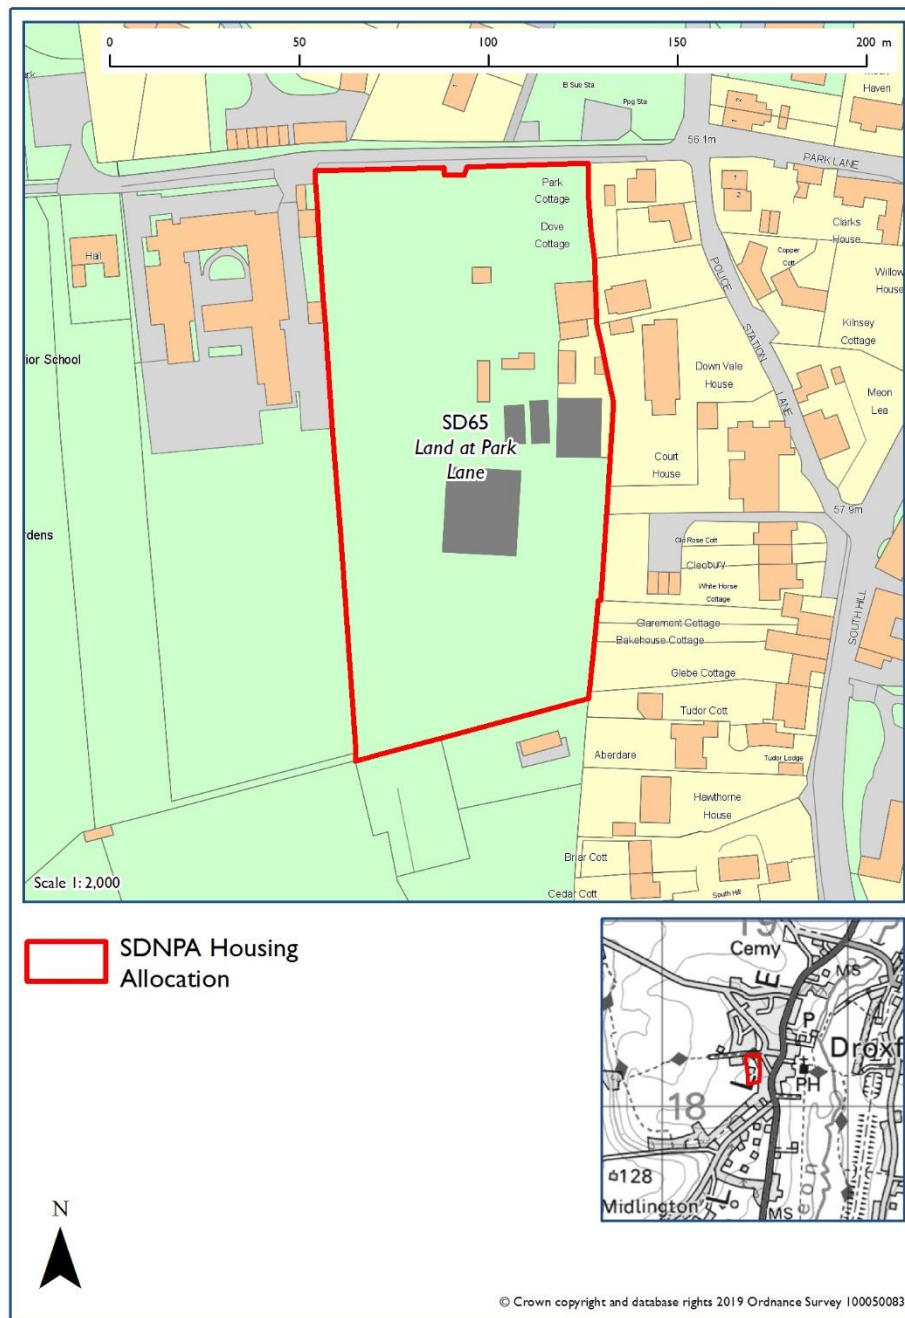 0 50 100 150 200 m
El Sub Sta
Ppg Sta
Haven
56.1m
PARK LANE
Park
Cottage
Dove
Cottage
1
2
Clarks
House
Hall
Copper
Cott
Willow
House
POLICE STATION LANE
Kilnsey
Cottage
ior School
Down Vale
House
Meon
Lea
SD65
Land at Park
Lane
Court
House
57.9m
rdens
Old Rose Cott
Cleobury
White Horse
Cottage
SOUTH HILL
Claremont Cottage
Bakehouse Cottage
Glebe Cottage
Tudor Cott
Aberdare
Tudor Lodge
Hawthorne
House
Briar Cott
Scale 1: 2,000
Cedar Cott
South Hill
SDNPA Housing
Allocation
19
Cemy
MS
P
Droxf
PH
18
128
Midlington
MS
eon
N
© Crown copyright and database rights 2019 Ordnance Survey 100050083